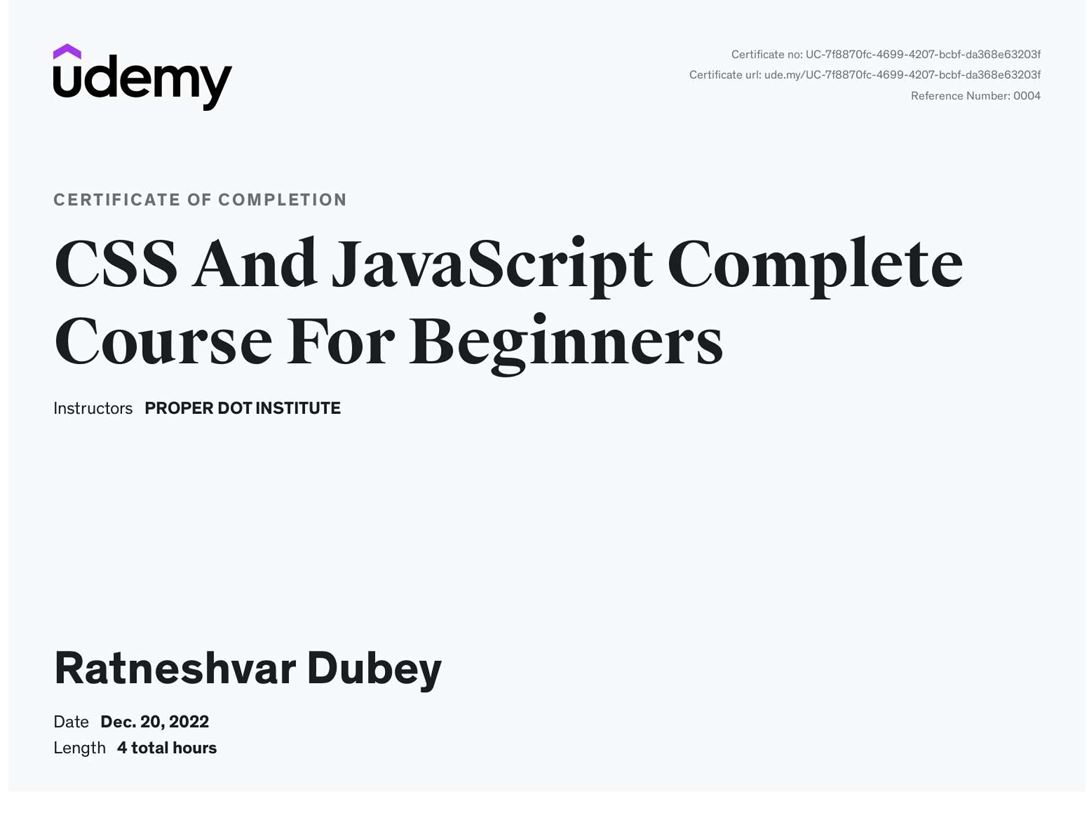 udemy
Certificate no: UC-7f8870fc-4699-4207-bcbf-da368e63203f
Certificate url: ude.my/UC-7f8870fc-4699-4207-bcbf-da368e63203f
Reference Number: 0004
CERTIFICATE OF COMPLETION
CSS And JavaScript Complete
Course For Beginners
Instructors PROPER DOT INSTITUTE
Ratneshvar Dubey
Date Dec. 20, 2022
Length 4 total hours